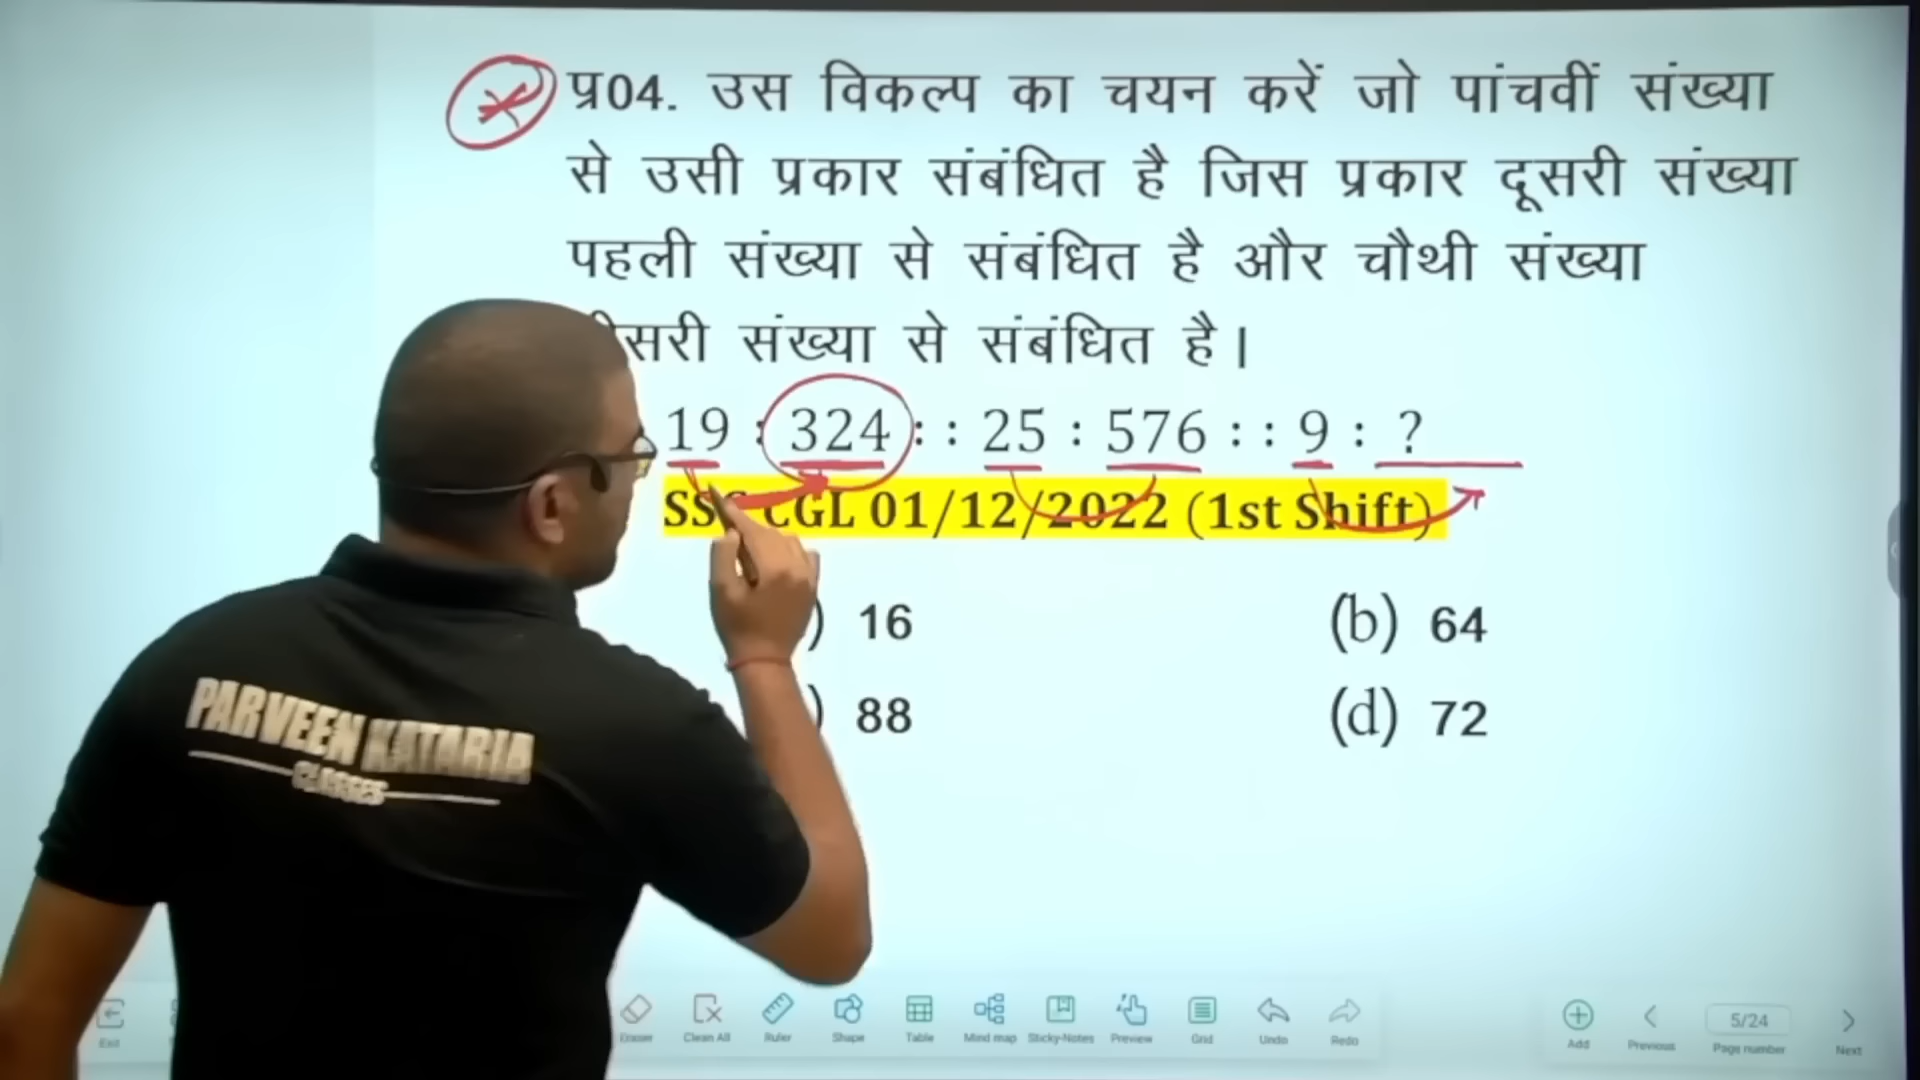 प्र04. उस विकल्प का चयन करें जो पांचवीं संख्या
से उसी प्रकार संबंधित है जिस प्रकार दूसरी संख्या
पहली संख्या से संबंधित है और चौथी संख्या
संख्या से संबंधित है।
19 : 324 : : 25 : 576 : : 9 : ?
CGL 01/12/2022 (1st Shift)
) 16 (b) 64
) 88 (d) 72
PARVEEN KATARIA
CLASSES
Exit Eraser Clean All Ruler Shape Table Mind map Sticky-Notes Preview Grid Undo Redo Add Previous 5/24 Page number Next